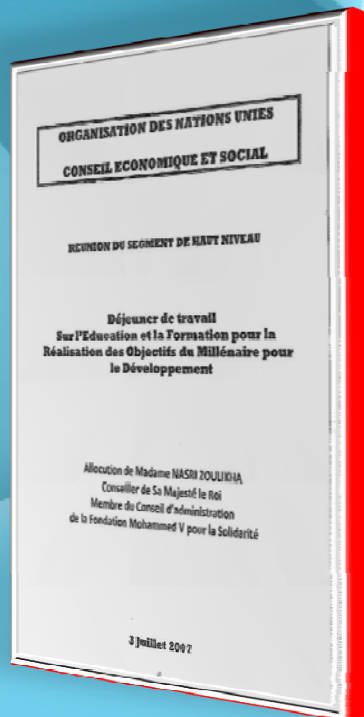 ORGANISATION DES NATIONS UNIES
CONSEIL ECONOMIQUE ET SOCIAL
REUNION DU SEGMENT DE HAUT NIVEAU
Déjeuner de travail
Sur l'Education et la Formation pour la
Réalisation des Objectifs du Millénaire pour
le Développement
Allocution de Madame NASRI ZOULIKHA
Conseiller de Sa Majesté le Roi
Membre du Conseil d'administration
de la Fondation Mohammed V pour la Solidarité
3 Juillet 2007